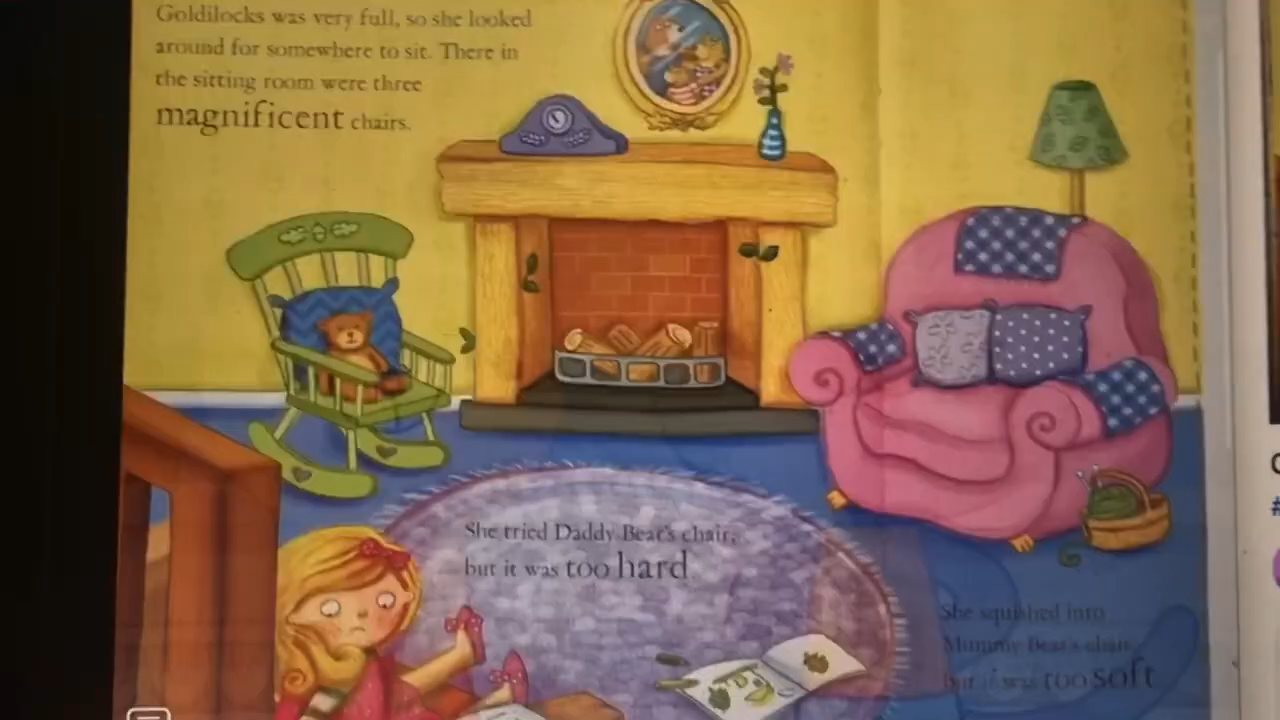 Goldilocks was very full, so she looked
around for somewhere to sit. There in
the sitting room were three
magnificent chairs.
She tried Daddy Bear's chair,
but it was too hard
She squished into
Mummy Bear's chair
but it was too soft
#